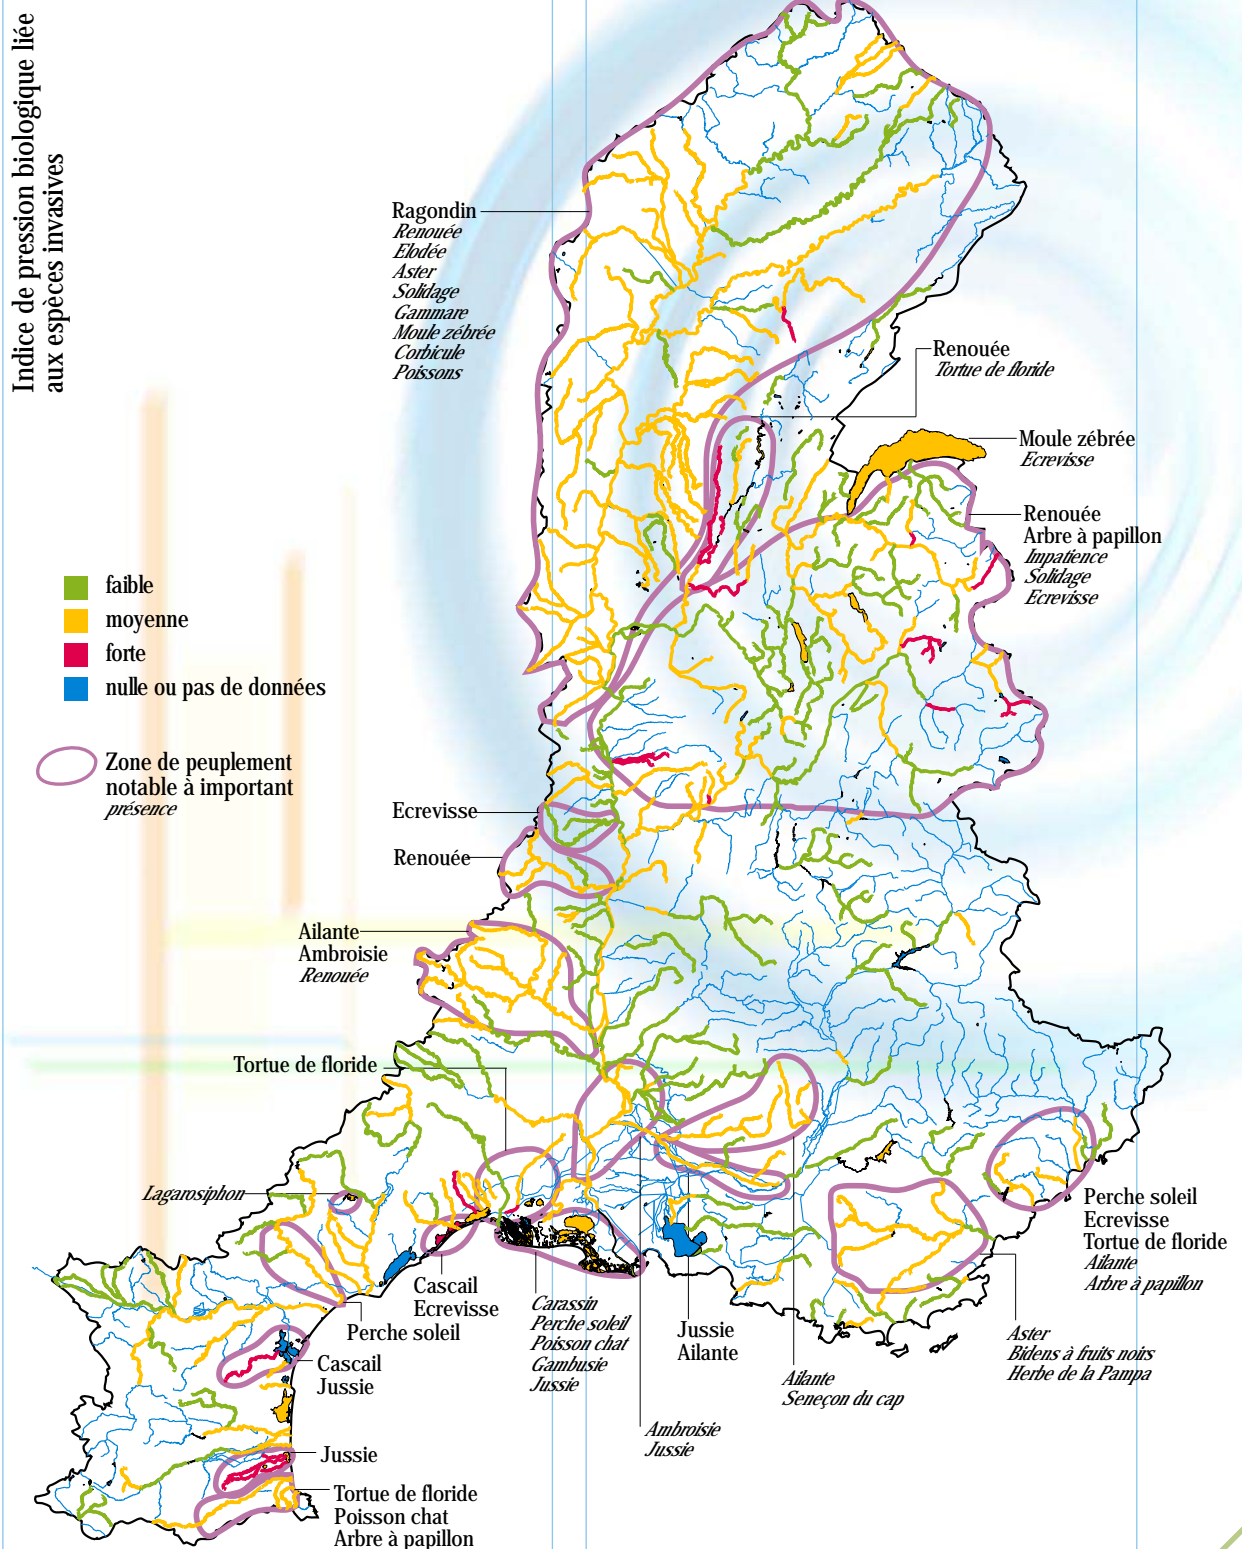 Indice de pression biologique liée
aux espèces invasives
Ragondin
Renouée
Elodée
Aster
Solidage
Gammare
Moule zébrée
Corbicule
Poissons
Renouée
Tortue de floride
Moule zébrée
Ecrevisse
Renouée
Arbre à papillon
Impatience
Solidage
Ecrevisse
faible
moyenne
forte
nulle ou pas de données
Zone de peuplement
notable à important
présence
Ecrevisse
Renouée
Ailante
Ambroisie
Renouée
Tortue de floride
Lagarosiphon
Perche soleil
Ecrevisse
Tortue de floride
Ailante
Arbre à papillon
Cascail
Ecrevisse
Perche soleil
Carassin
Perche soleil
Poisson chat
Gambusie
Jussie
Jussie
Ailante
Aster
Bidens à fruits noirs
Herbe de la Pampa
Cascail
Jussie
Ailante
Seneçon du cap
Ambroisie
Jussie
Jussie
Tortue de floride
Poisson chat
Arbre à papillon